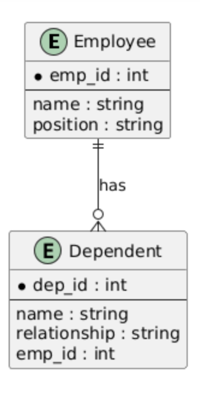 E Employee
• emp_id : int
name : string
position : string
has
E Dependent
• dep_id : int
name : string
relationship : string
emp_id : int